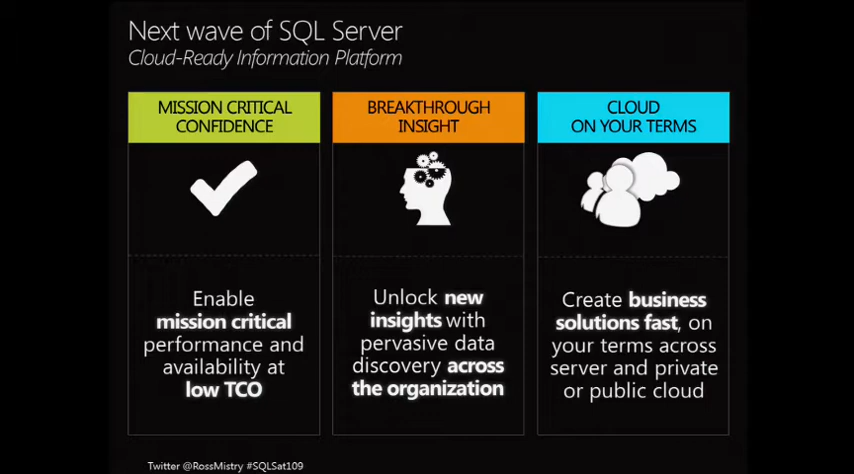 Next wave of SQL Server
Cloud-Ready Information Platform
MISSION CRITICAL
CONFIDENCE
Enable
mission critical
performance and
availability at
low TCO
BREAKTHROUGH
INSIGHT
Unlock new
insights with
pervasive data
discovery across
the organization
CLOUD
ON YOUR TERMS
Create business
solutions fast, on
your terms across
server and private
or public cloud
Twitter @RossMistry #SQLSat109